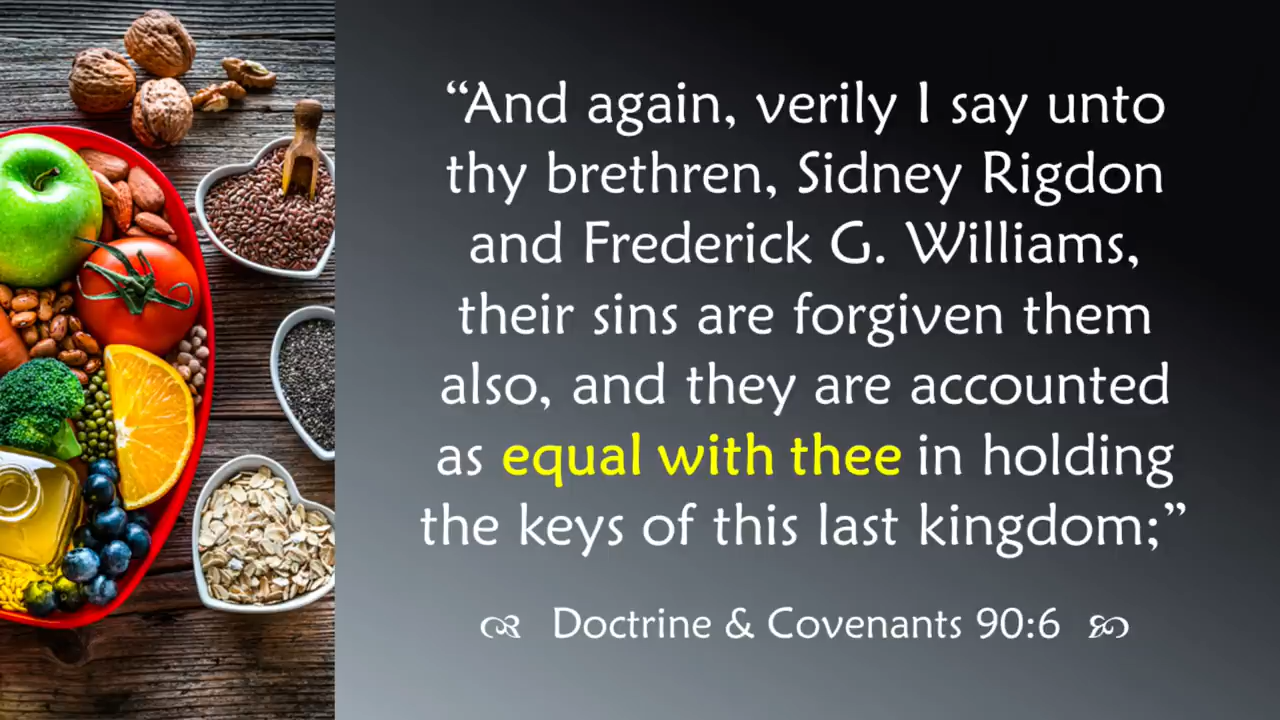 “And again, verily I say unto
thy brethren, Sidney Rigdon
and Frederick G. Williams,
their sins are forgiven them
also, and they are accounted
as equal with thee in holding
the keys of this last kingdom;”
Doctrine & Covenants 90:6